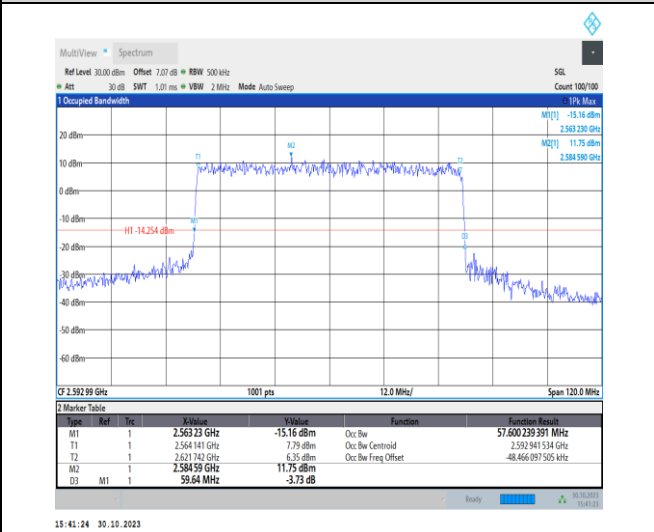 MultiView Spectrum
Ref Level 30.00 dBm Offset 7.07 dB RBW 500 kHz SGL
Att 30 dB SWT 1.01 ms VBW 2 MHz Mode Auto Sweep Count 100/100
1 Occupied Bandwidth 1Pk Max
M1[1] -15.16 dBm
2.563 230 GHz
M2[1] 11.75 dBm
2.584 590 GHz
20 dBm
M2
T1
T2
10 dBm
0 dBm
-10 dBm
M1
H1 -14.254 dBm
D3
-20 dBm
-30 dBm
-40 dBm
-50 dBm
-60 dBm
CF 2.592 99 GHz 1001 pts 12.0 MHz/ Span 120.0 MHz
2 Marker Table
Type Ref Trc X-Value Y-Value Function Function Result
M1 1 2.563 23 GHz -15.16 dBm Occ Bw 57.600 239 391 MHz
T1 1 2.564 141 GHz 7.79 dBm Occ Bw Centroid 2.592 941 534 GHz
T2 1 2.621 742 GHz 6.35 dBm Occ Bw Freq Offset -48.466 097 505 kHz
M2 1 2.584 59 GHz 11.75 dBm
D3 M1 1 59.64 MHz -3.73 dB
Ready 30.10.2023
15:41:23
15:41:24 30.10.2023